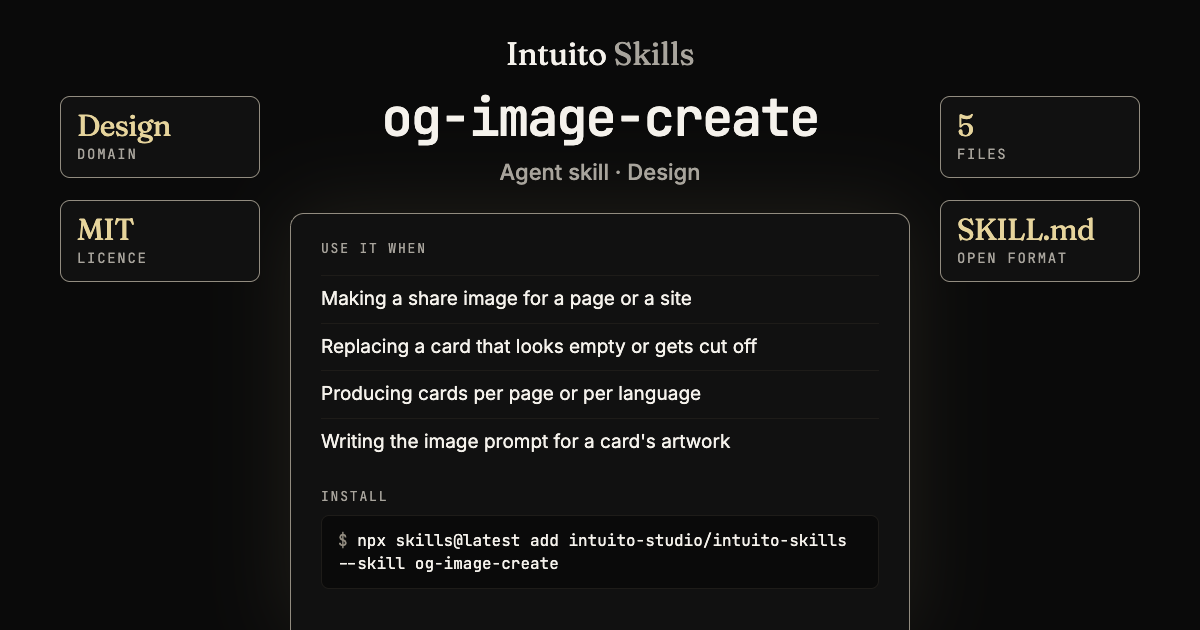 Intuito Skills
og-image-create
Agent skill · Design
Design
DOMAIN
MIT
LICENCE
5
FILES
SKILL.md
OPEN FORMAT
USE IT WHEN
Making a share image for a page or a site
Replacing a card that looks empty or gets cut off
Producing cards per page or per language
Writing the image prompt for a card's artwork
INSTALL
$ npx skills@latest add intuito-studio/intuito-skills
--skill og-image-create